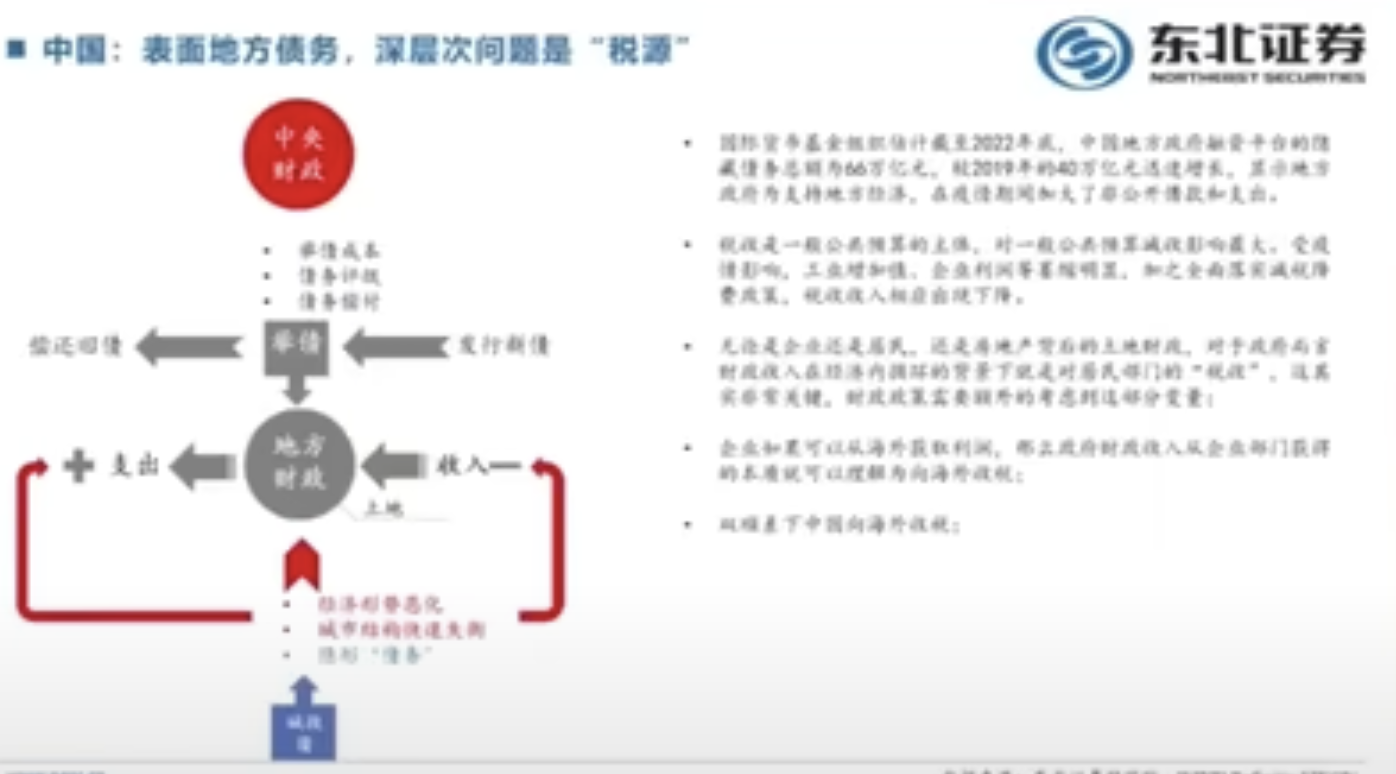 中国：表面地方债务，深层次问题是“税源”
东北证券
NORTHEAST SECURITIES
中央
财政
• 举债成本
• 债务评级
• 债务偿付
偿还旧债
举债
发行新债
+ 支出
地方
财政
收入—
土地
• 经济形势恶化
• 城市结构快速失衡
• 隐形“债务”
城投
• 国际货币基金组织估计截至2022年底，中国地方政府融资平台的隐
藏债务总额为66万亿元，较2019年的40万亿元迅速增长，显示地方
政府为支持地方经济，在疫情期间加大了非公开借款和支出。
• 税收是一般公共预算的主体，对一般公共预算减收影响最大。受疫
情影响，工业增加值、企业利润等萎缩明显，加之全面落实减税降
费政策，税收收入相应出现下降。
• 无论是企业还是居民，还是房地产背后的土地财政，对于政府而言
财政收入在经济内循环的背景下就是对居民部门的“税收”，这其
实非常关键，财政政策需要额外的考虑到这部分变量；
• 企业如果可以从海外获取利润，那么政府财政收入从企业部门获得
的本质就可以理解为向海外收税；
• 双顺差下中国向海外收税；